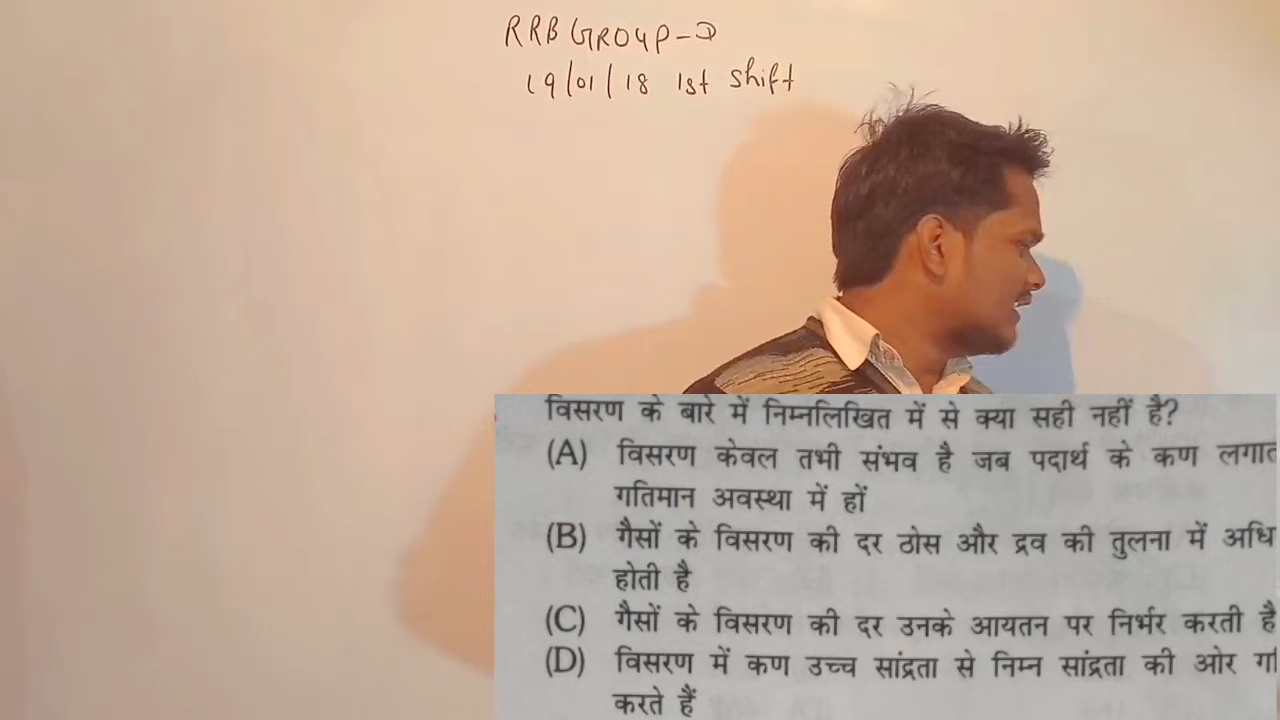 RRB GROUP-D
19/01/18 1st shift
विसरण के बारे में निम्नलिखित में से क्या सही नहीं है?
(A) विसरण केवल तभी संभव है जब पदार्थ के कण लगात
गतिमान अवस्था में हों
(B) गैसों के विसरण की दर ठोस और द्रव की तुलना में अधि
होती है
(C) गैसों के विसरण की दर उनके आयतन पर निर्भर करती है
(D) विसरण में कण उच्च सांद्रता से निम्न सांद्रता की ओर ग
करते हैं